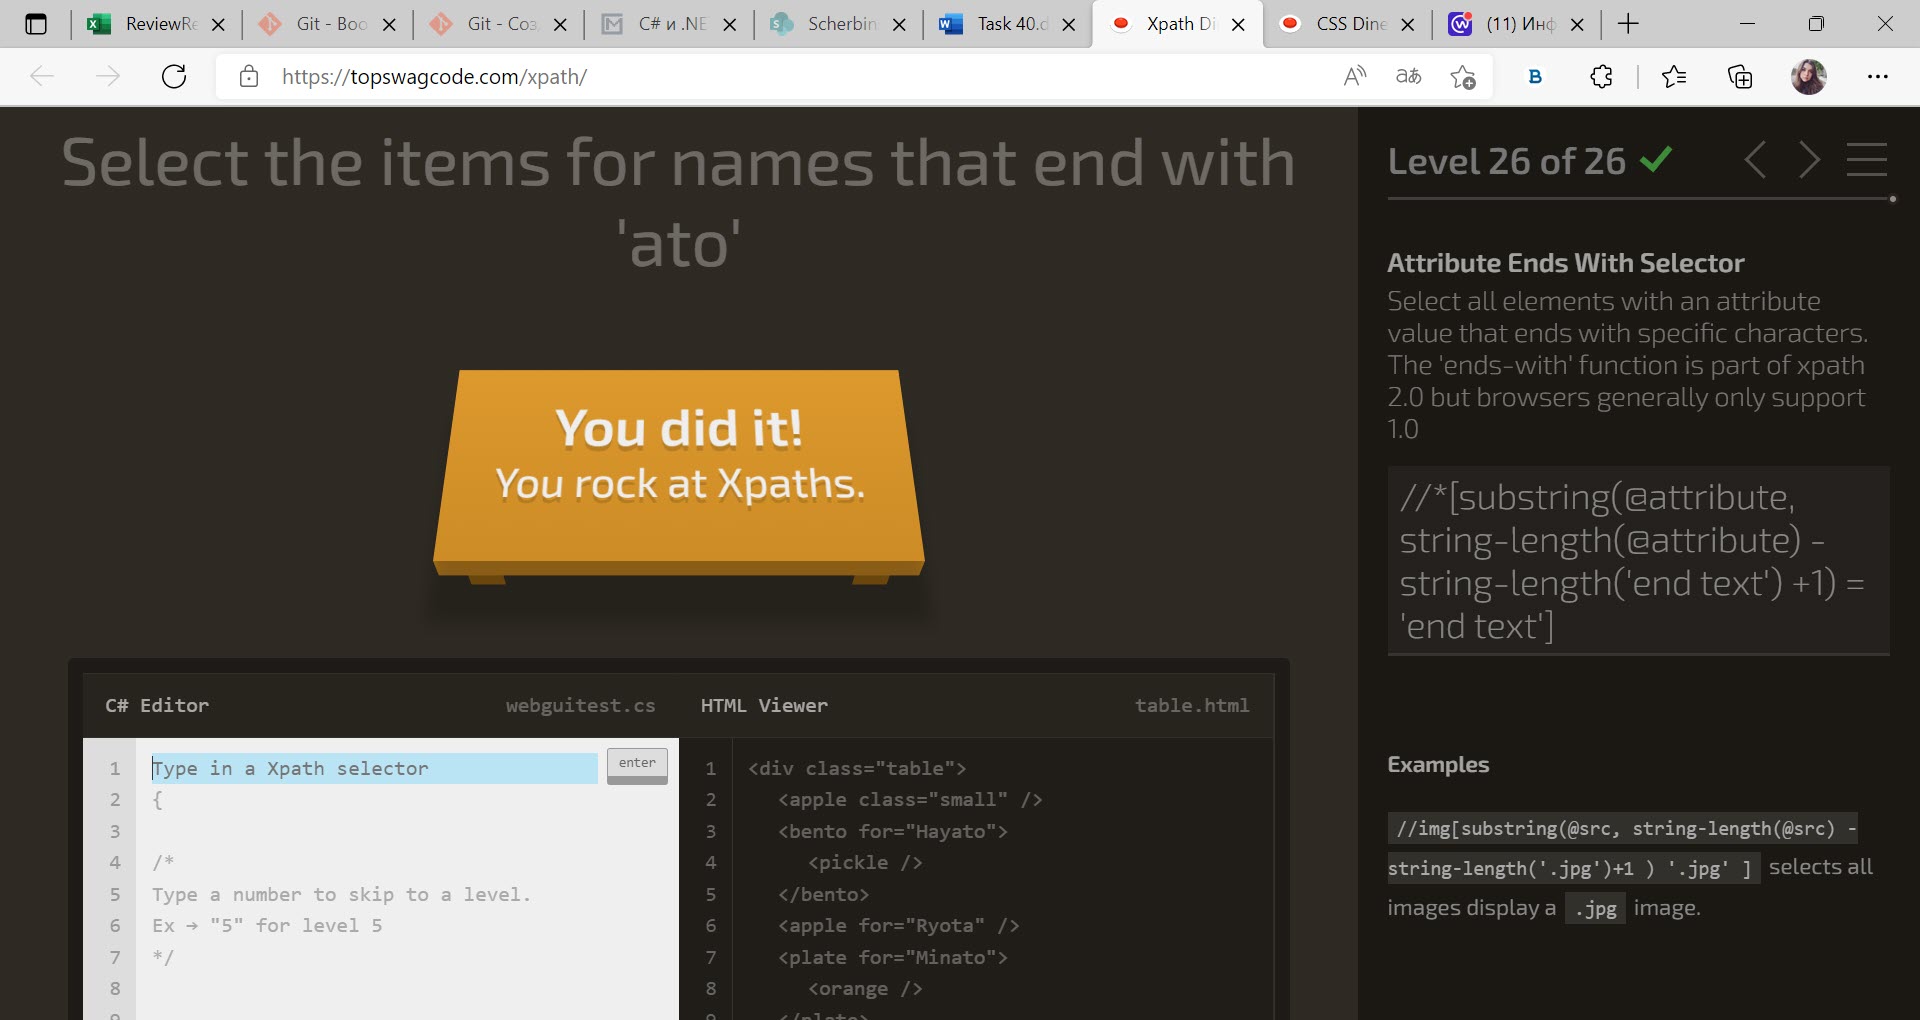 ReviewRe
Git - Boo
Git - Соз
C# и .NE
Scherbin
Task 40.d
Xpath Di
CSS Dine
(11) Инф
https://topswagcode.com/xpath/
Select the items for names that end with
'ato'
You did it!
You rock at Xpaths.
C# Editor
webguitest.cs
HTML Viewer
table.html
1 Type in a Xpath selector
enter
2 {
3
4 /*
5 Type a number to skip to a level.
6 Ex → "5" for level 5
7 */
8
9
1 <div class="table">
2 <apple class="small" />
3 <bento for="Hayato">
4 <pickle />
5 </bento>
6 <apple for="Ryota" />
7 <plate for="Minato">
8 <orange />
9 </plate>
Level 26 of 26
Attribute Ends With Selector
Select all elements with an attribute
value that ends with specific characters.
The 'ends-with' function is part of xpath
2.0 but browsers generally only support
1.0
//*[substring(@attribute,
string-length(@attribute) -
string-length('end text') +1) =
'end text']
Examples
//img[substring(@src, string-length(@src) -
string-length('.jpg')+1 ) '.jpg' ] selects all
images display a .jpg image.